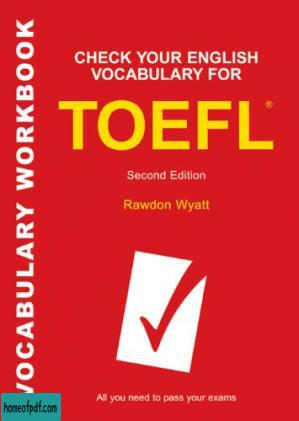 VOCABULARY WORKBOOK
CHECK YOUR ENGLISH
VOCABULARY FOR
TOEFL®
Second Edition
Rawdon Wyatt
All you need to pass your exams
homeofpdf.com